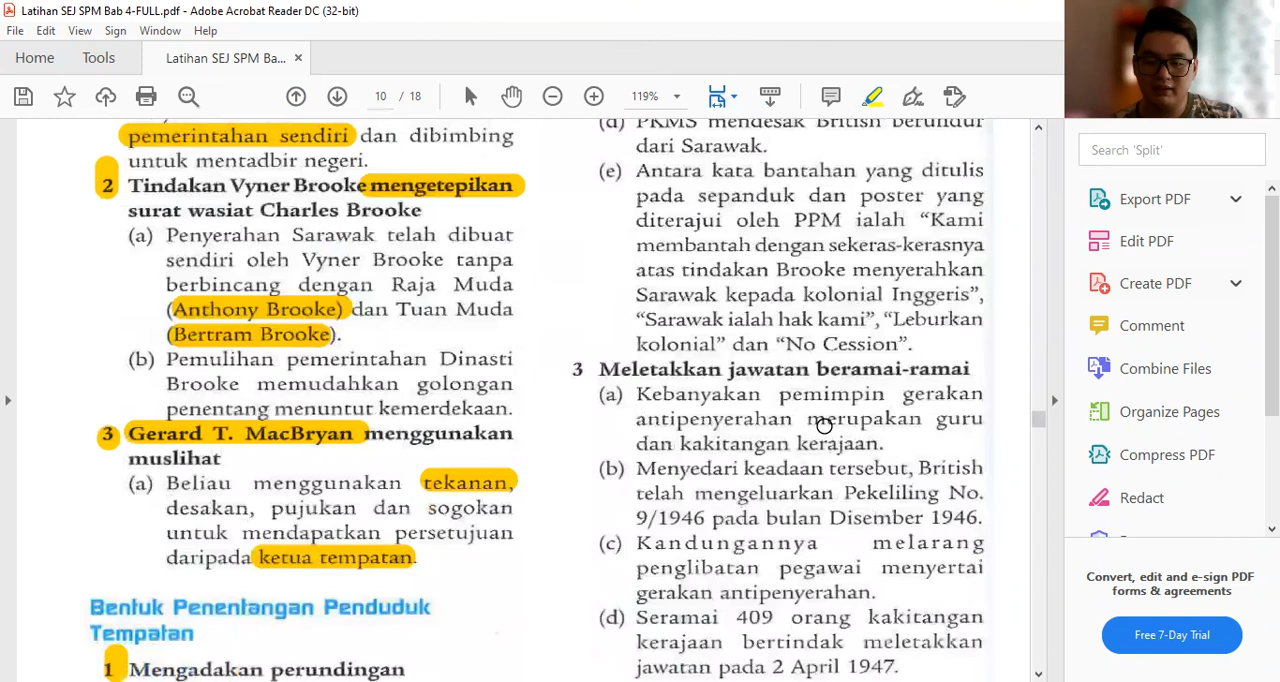 Latihan SEJ SPM Bab 4-FULL.pdf - Adobe Acrobat Reader DC (32-bit)
File Edit View Sign Window Help
Home Tools Latihan SEJ SPM Ba... ×
10 / 18 119%
pemerintahan sendiri dan dibimbing
untuk mentadbir negeri.
2 Tindakan Vyner Brooke mengetepikan
surat wasiat Charles Brooke
(a) Penyerahan Sarawak telah dibuat
sendiri oleh Vyner Brooke tanpa
berbincang dengan Raja Muda
(Anthony Brooke) dan Tuan Muda
(Bertram Brooke).
(b) Pemulihan pemerintahan Dinasti
Brooke memudahkan golongan
penentang menuntut kemerdekaan.
3 Gerard T. MacBryan menggunakan
muslihat
(a) Beliau menggunakan tekanan,
desakan, pujukan dan sogokan
untuk mendapatkan persetujuan
daripada ketua tempatan.
Bentuk Penentangan Penduduk
Tempatan
1 Mengadakan perundingan
(d) PKMS mendesak British berundur
dari Sarawak.
(e) Antara kata bantahan yang ditulis
pada sepanduk dan poster yang
diterajui oleh PPM ialah “Kami
membantah dengan sekeras-kerasnya
atas tindakan Brooke menyerahkan
Sarawak kepada kolonial Inggeris”,
“Sarawak ialah hak kami”, “Leburkan
kolonial” dan “No Cession”.
3 Meletakkan jawatan beramai-ramai
(a) Kebanyakan pemimpin gerakan
antipenyerahan merupakan guru
dan kakitangan kerajaan.
(b) Menyedari keadaan tersebut, British
telah mengeluarkan Pekeliling No.
9/1946 pada bulan Disember 1946.
(c) Kandungannya melarang
penglibatan pegawai menyertai
gerakan antipenyerahan.
(d) Seramai 409 orang kakitangan
kerajaan bertindak meletakkan
jawatan pada 2 April 1947.
Search 'Split'
Export PDF
Edit PDF
Create PDF
Comment
Combine Files
Organize Pages
Compress PDF
Redact
Convert, edit and e-sign PDF
forms & agreements
Free 7-Day Trial